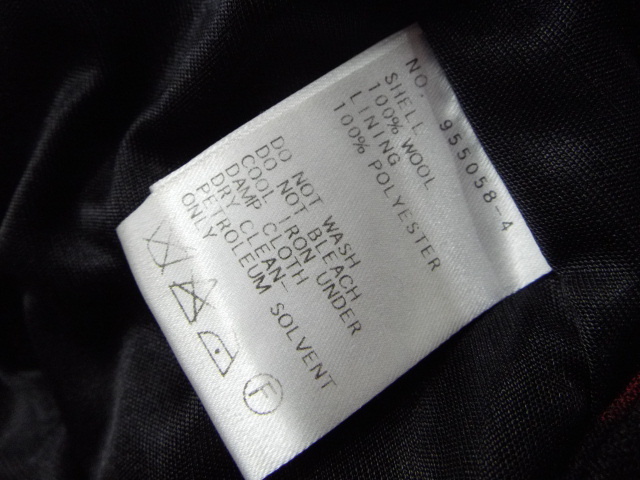 NO. 955058-4
SHELL
100% WOOL
LINING
100% POLYESTER
DO NOT WASH
DO NOT BLEACH
COOL IRON UNDER
DAMP CLOTH
DRY CLEAN-
PETROLEUM SOLVENT
ONLY
F